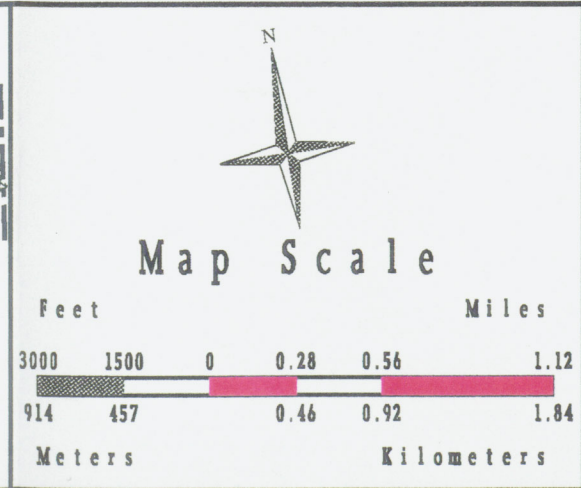 N
Map Scale
Feet Miles
3000 1500 0 0.28 0.56 1.12
914 457 0.46 0.92 1.84
Meters Kilometers